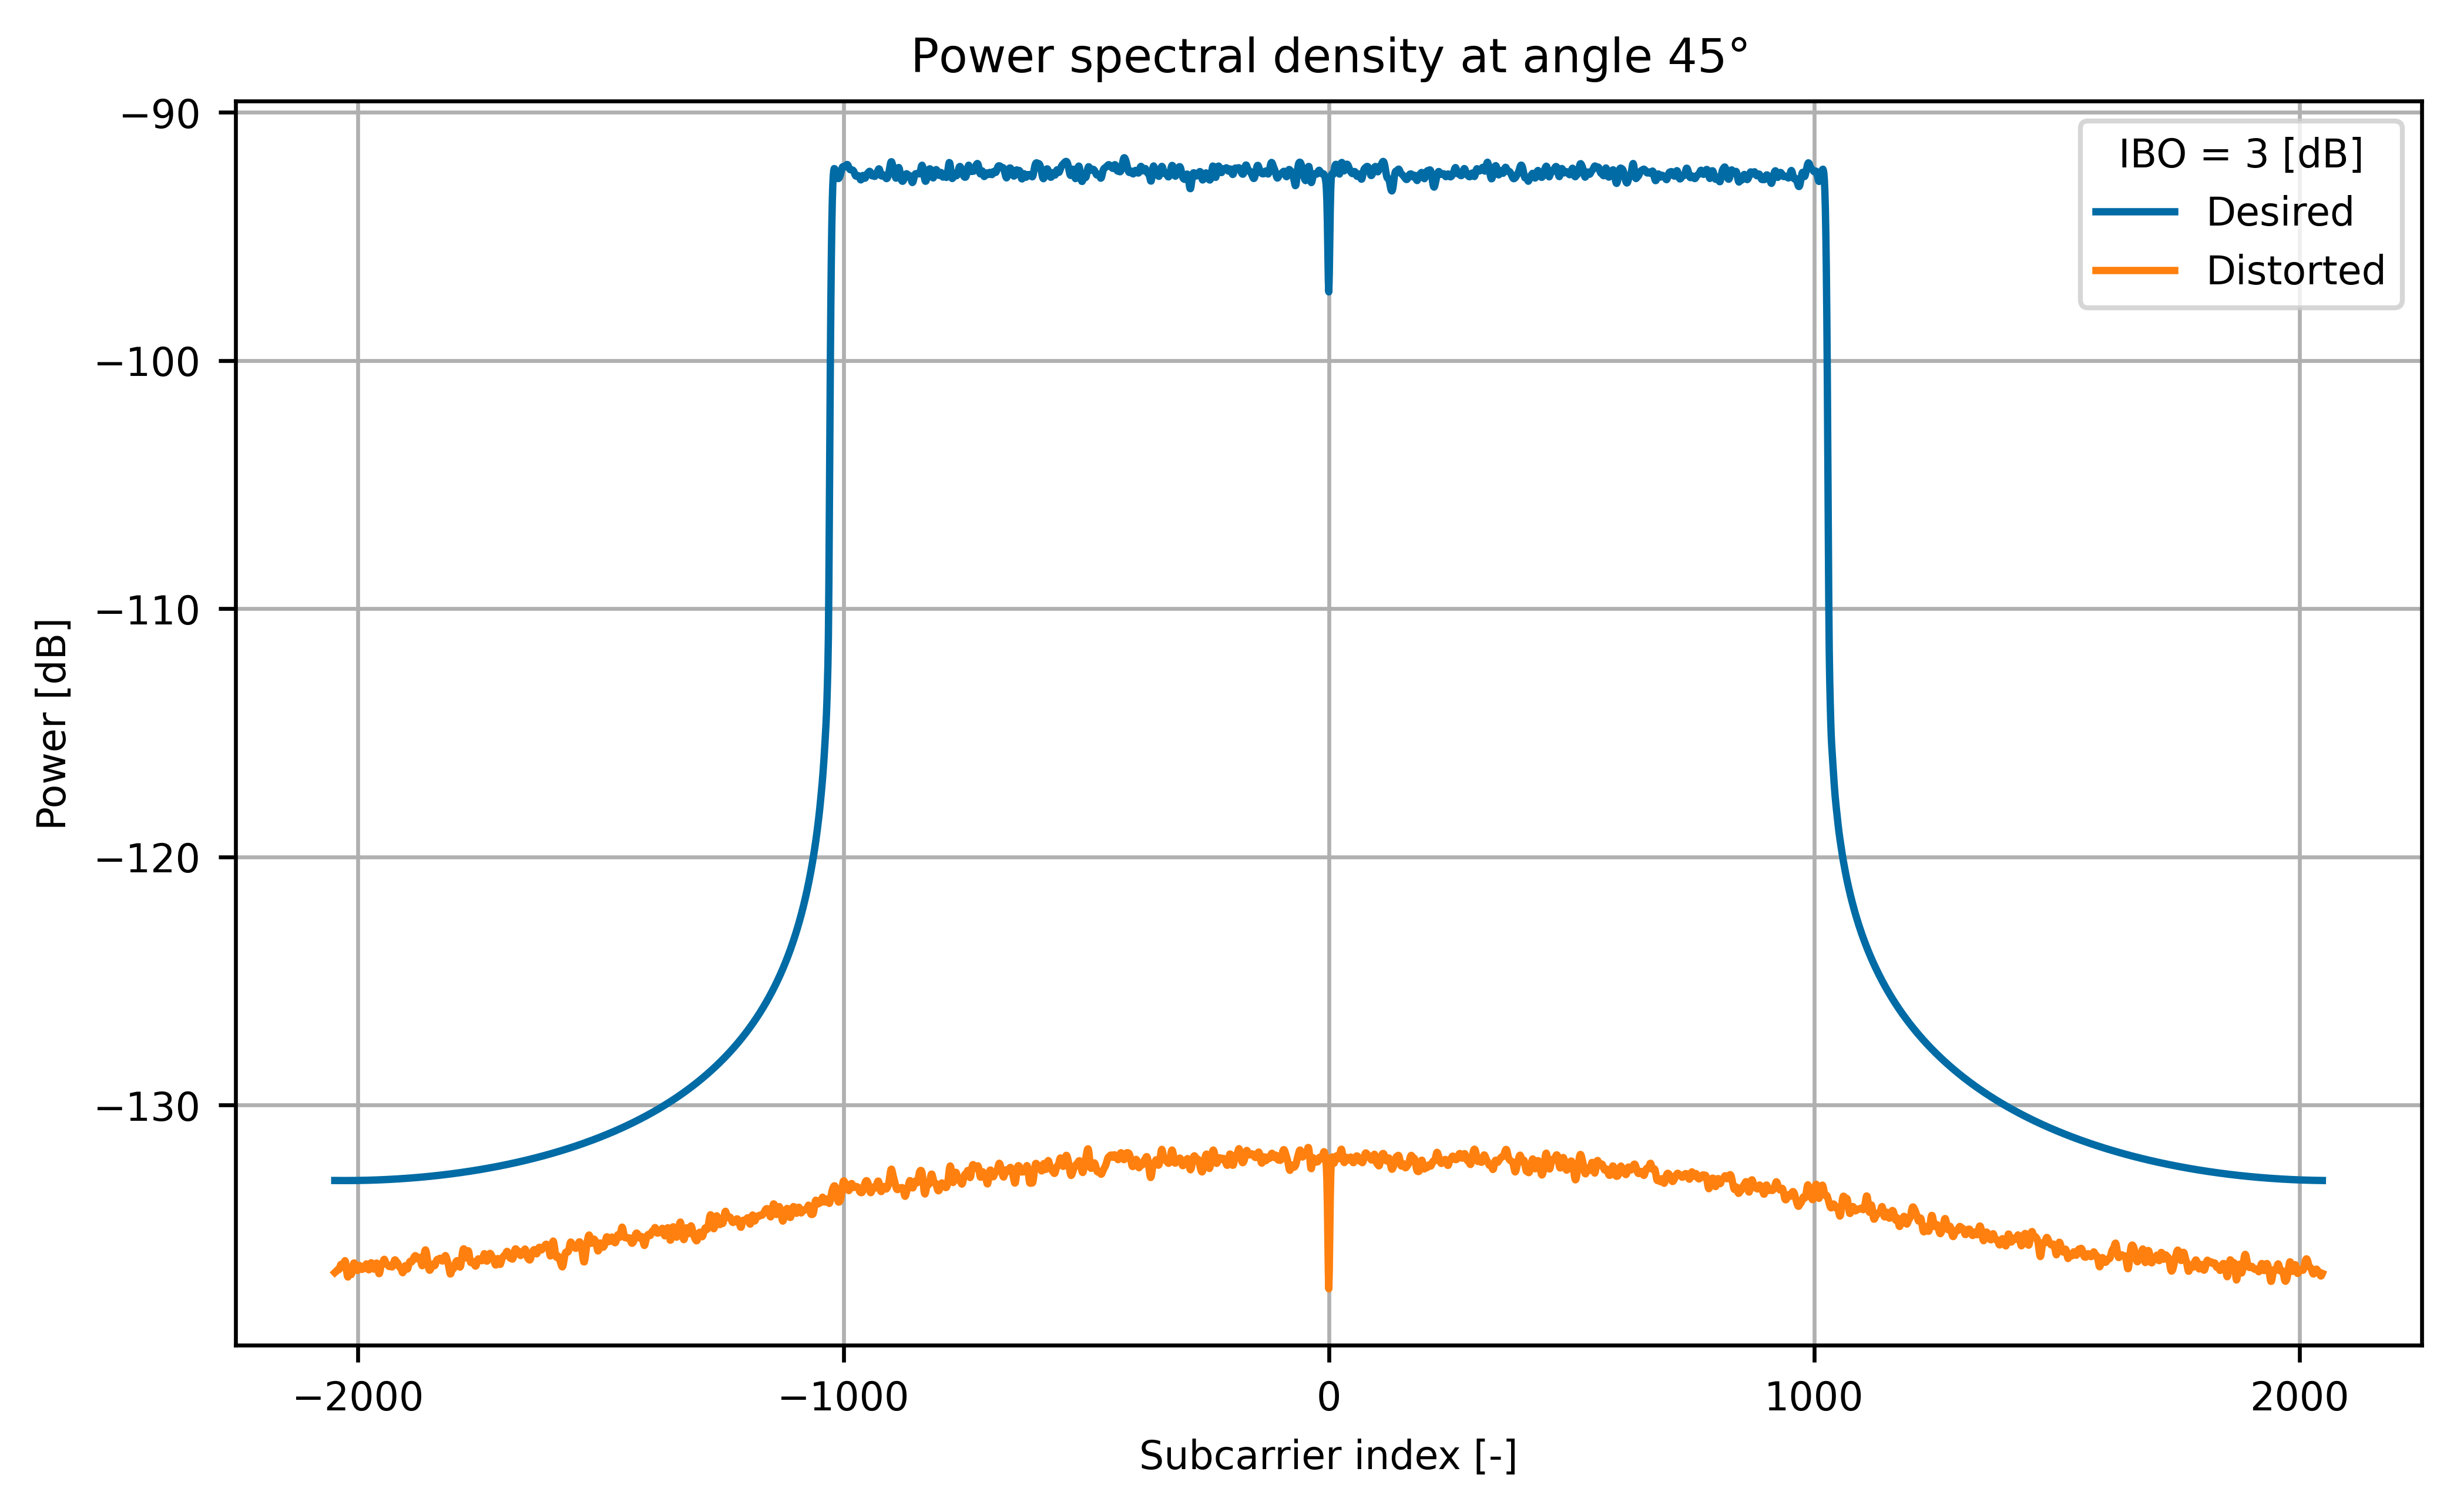 Power spectral density at angle 45°
−90
−100
−110
−120
−130
Power [dB]
IBO = 3 [dB]
Desired
Distorted
−2000
−1000
0
1000
2000
Subcarrier index [-]